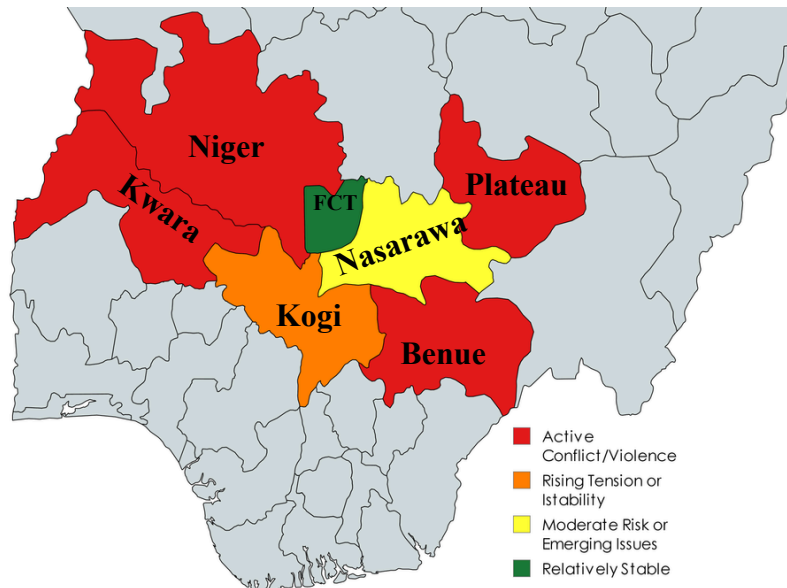 Niger
Kwara
FCT
Plateau
Nasarawa
Kogi
Benue
Active
Conflict/Violence
Rising Tension or
Istability
Moderate Risk or
Emerging Issues
Relatively Stable